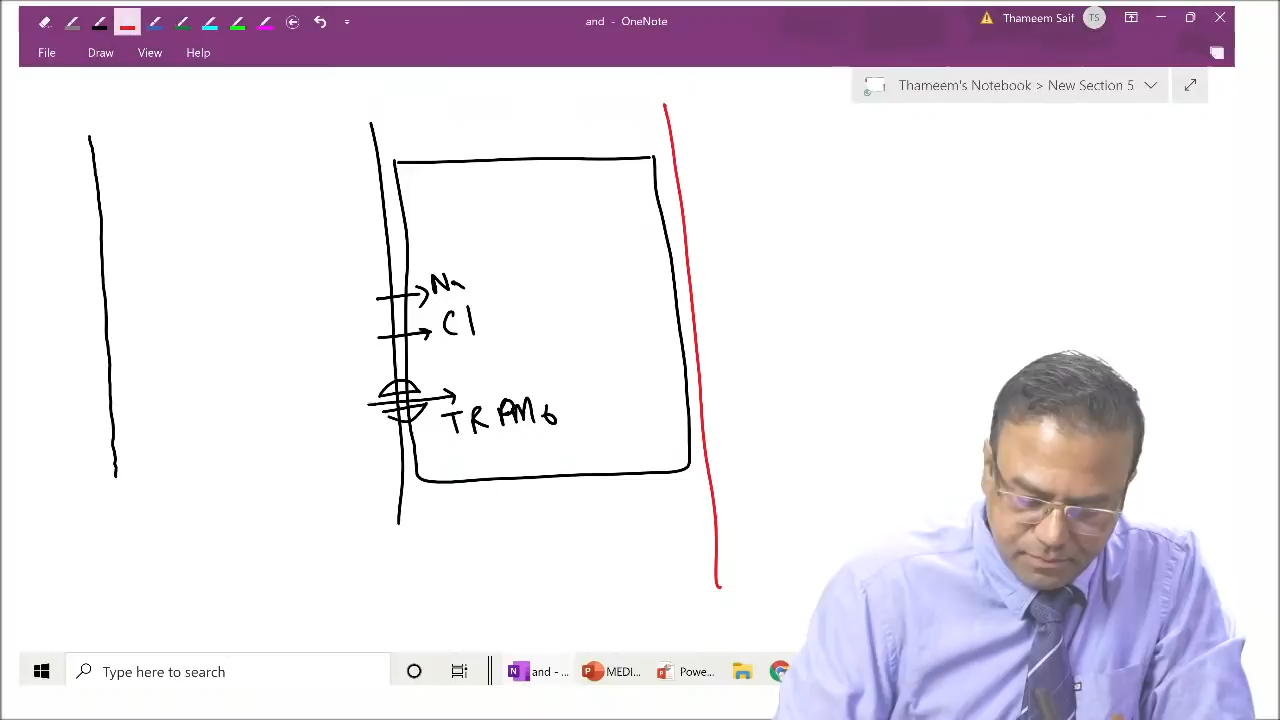 and - OneNote
Thameem Saif
TS
File
Draw
View
Help
Thameem's Notebook > New Section 5
Na
Cl
TRPM6
Type here to search
and - ...
MEDI...
Powe...